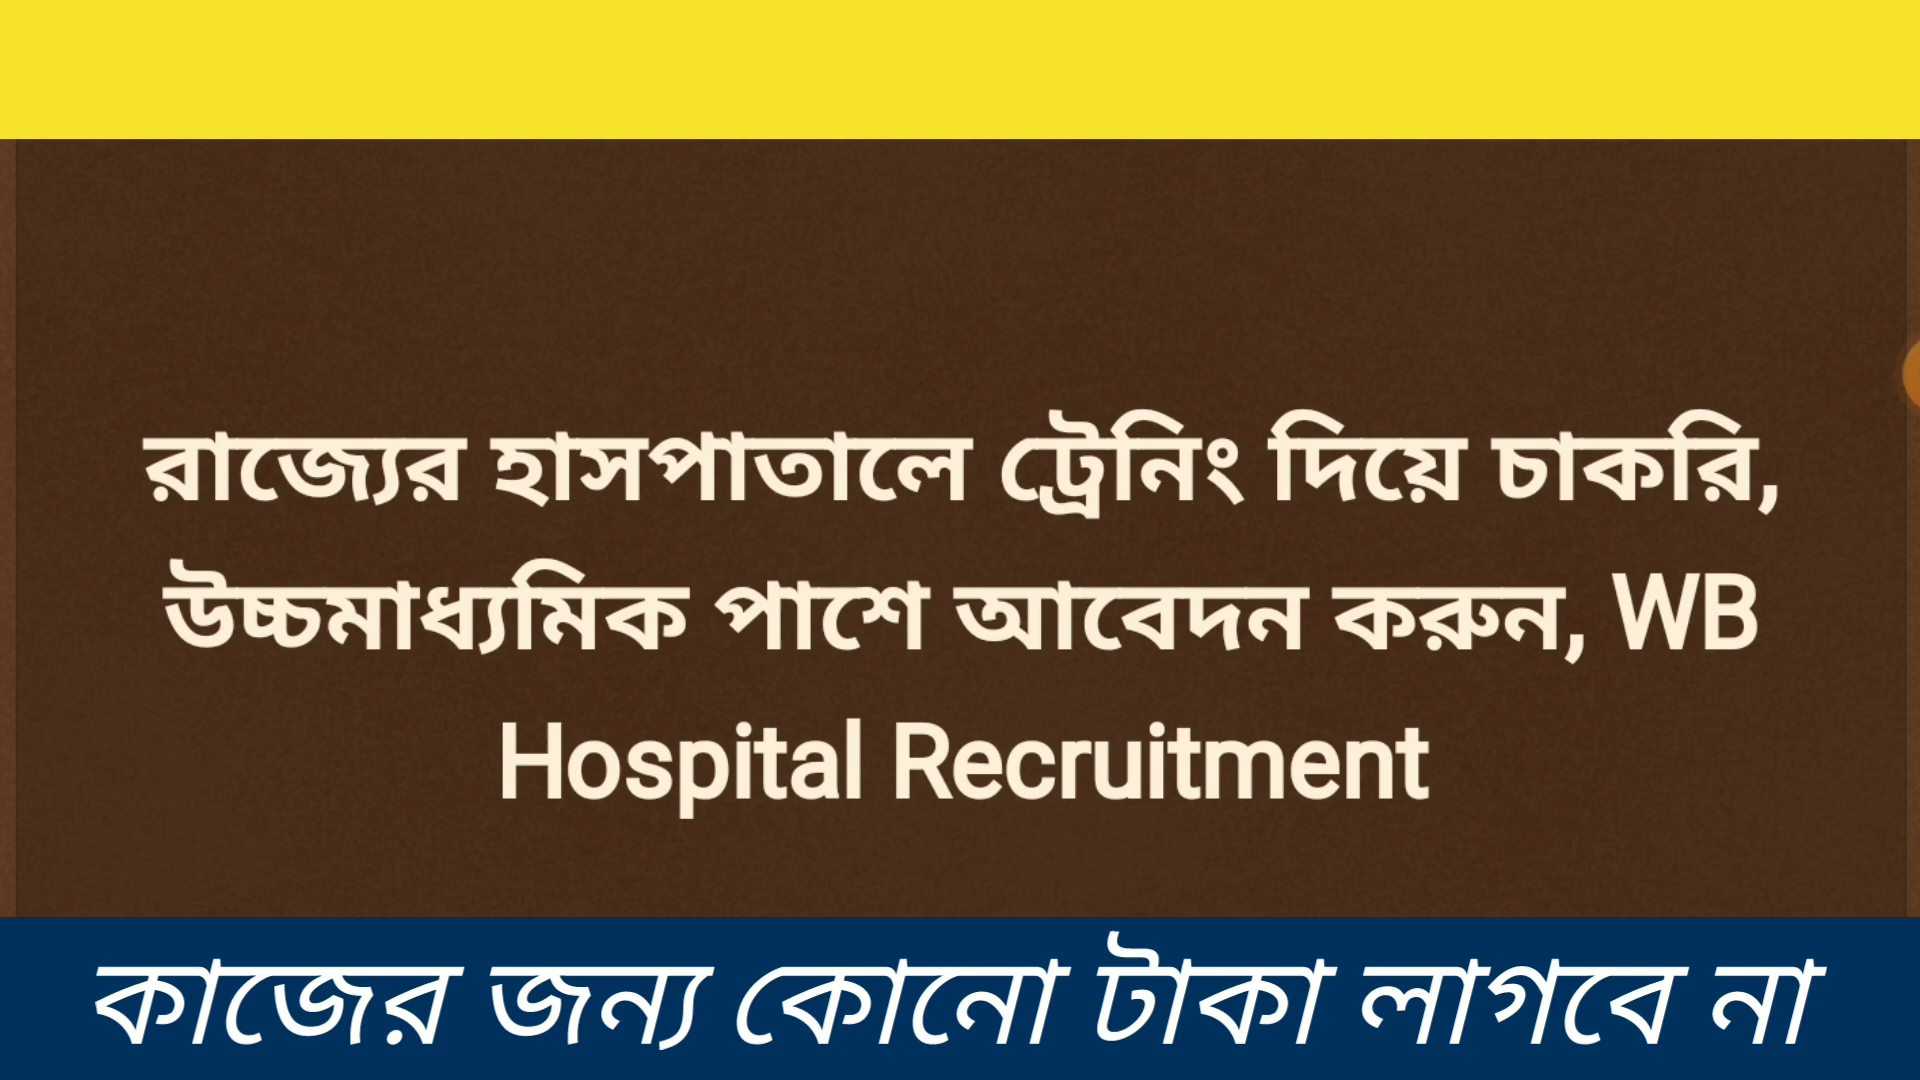 রাজ্যের হাসপাতালে ট্রেনিং দিয়ে চাকরি,
উচ্চমাধ্যমিক পাশে আবেদন করুন, WB
Hospital Recruitment
কাজের জন্য কোনো টাকা লাগবে না